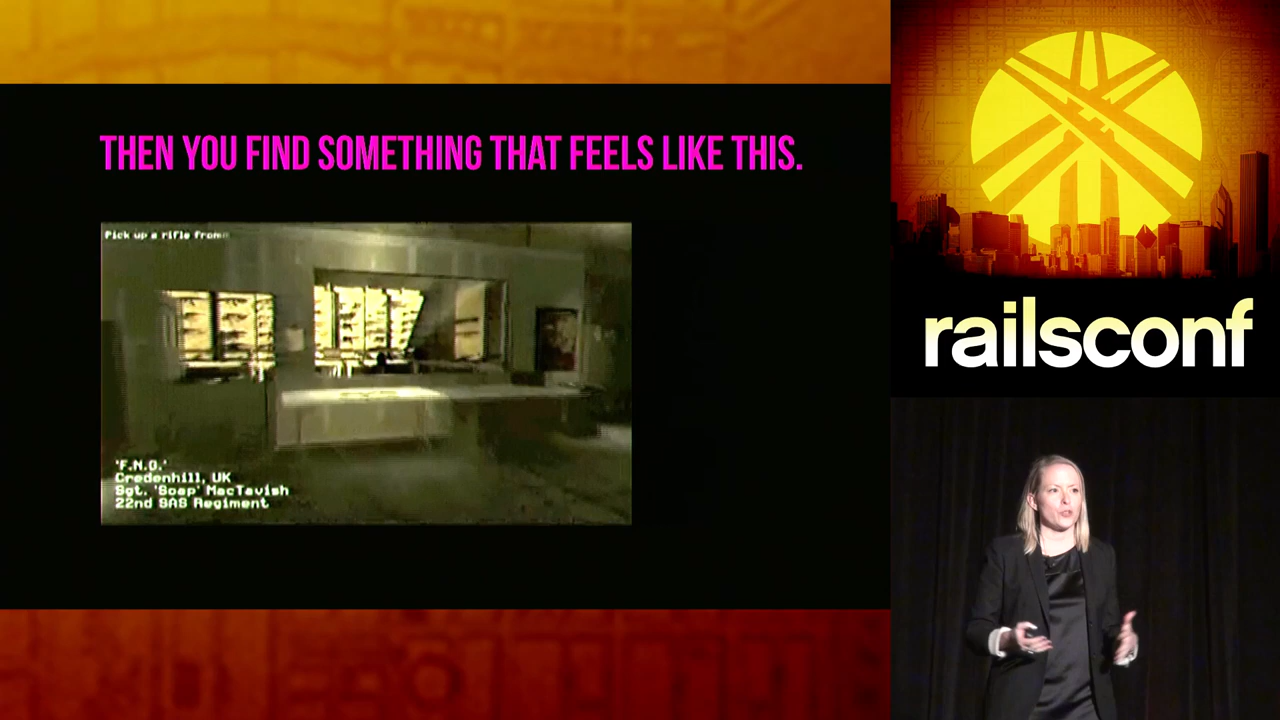 THEN YOU FIND SOMETHING THAT FEELS LIKE THIS.
Pick up a rifle from
'F.N.G.'
Credenhill, UK
Sgt. 'Soap' MacTavish
22nd SAS Regiment
railsconf